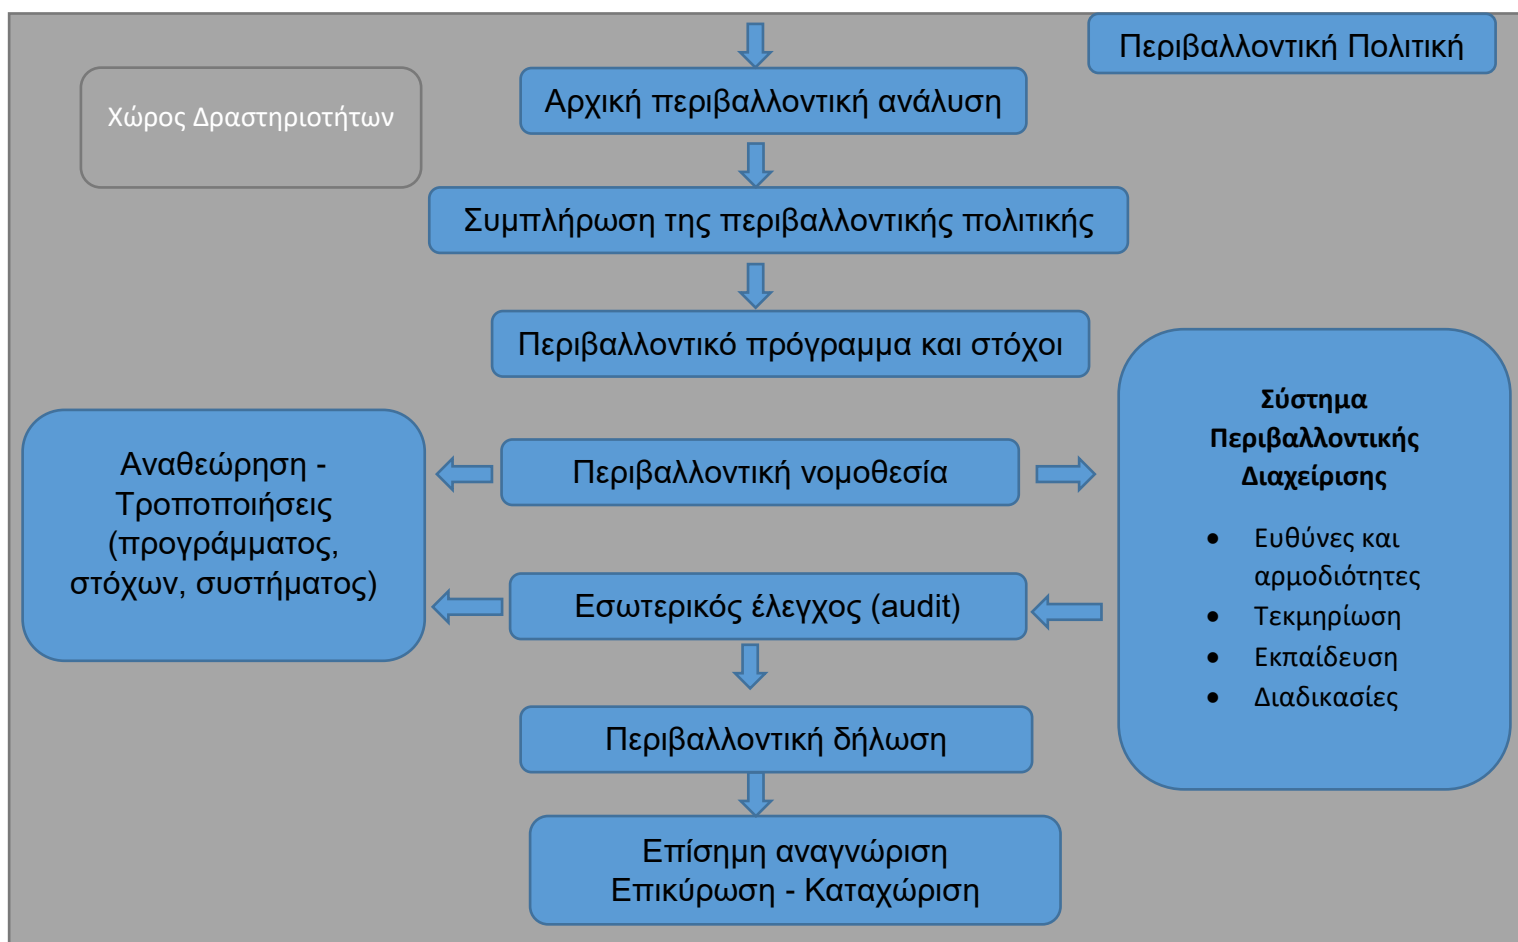 Περιβαλλοντική Πολιτική
Χώρος Δραστηριοτήτων
Αρχική περιβαλλοντική ανάλυση
Συμπλήρωση της περιβαλλοντικής πολιτικής
Περιβαλλοντικό πρόγραμμα και στόχοι
Αναθεώρηση -
Τροποποιήσεις
(προγράμματος,
στόχων, συστήματος)
Περιβαλλοντική νομοθεσία
Σύστημα
Περιβαλλοντικής
Διαχείρισης
• Ευθύνες και
αρμοδιότητες
• Τεκμηρίωση
• Εκπαίδευση
• Διαδικασίες
Εσωτερικός έλεγχος (audit)
Περιβαλλοντική δήλωση
Επίσημη αναγνώριση
Επικύρωση - Καταχώριση